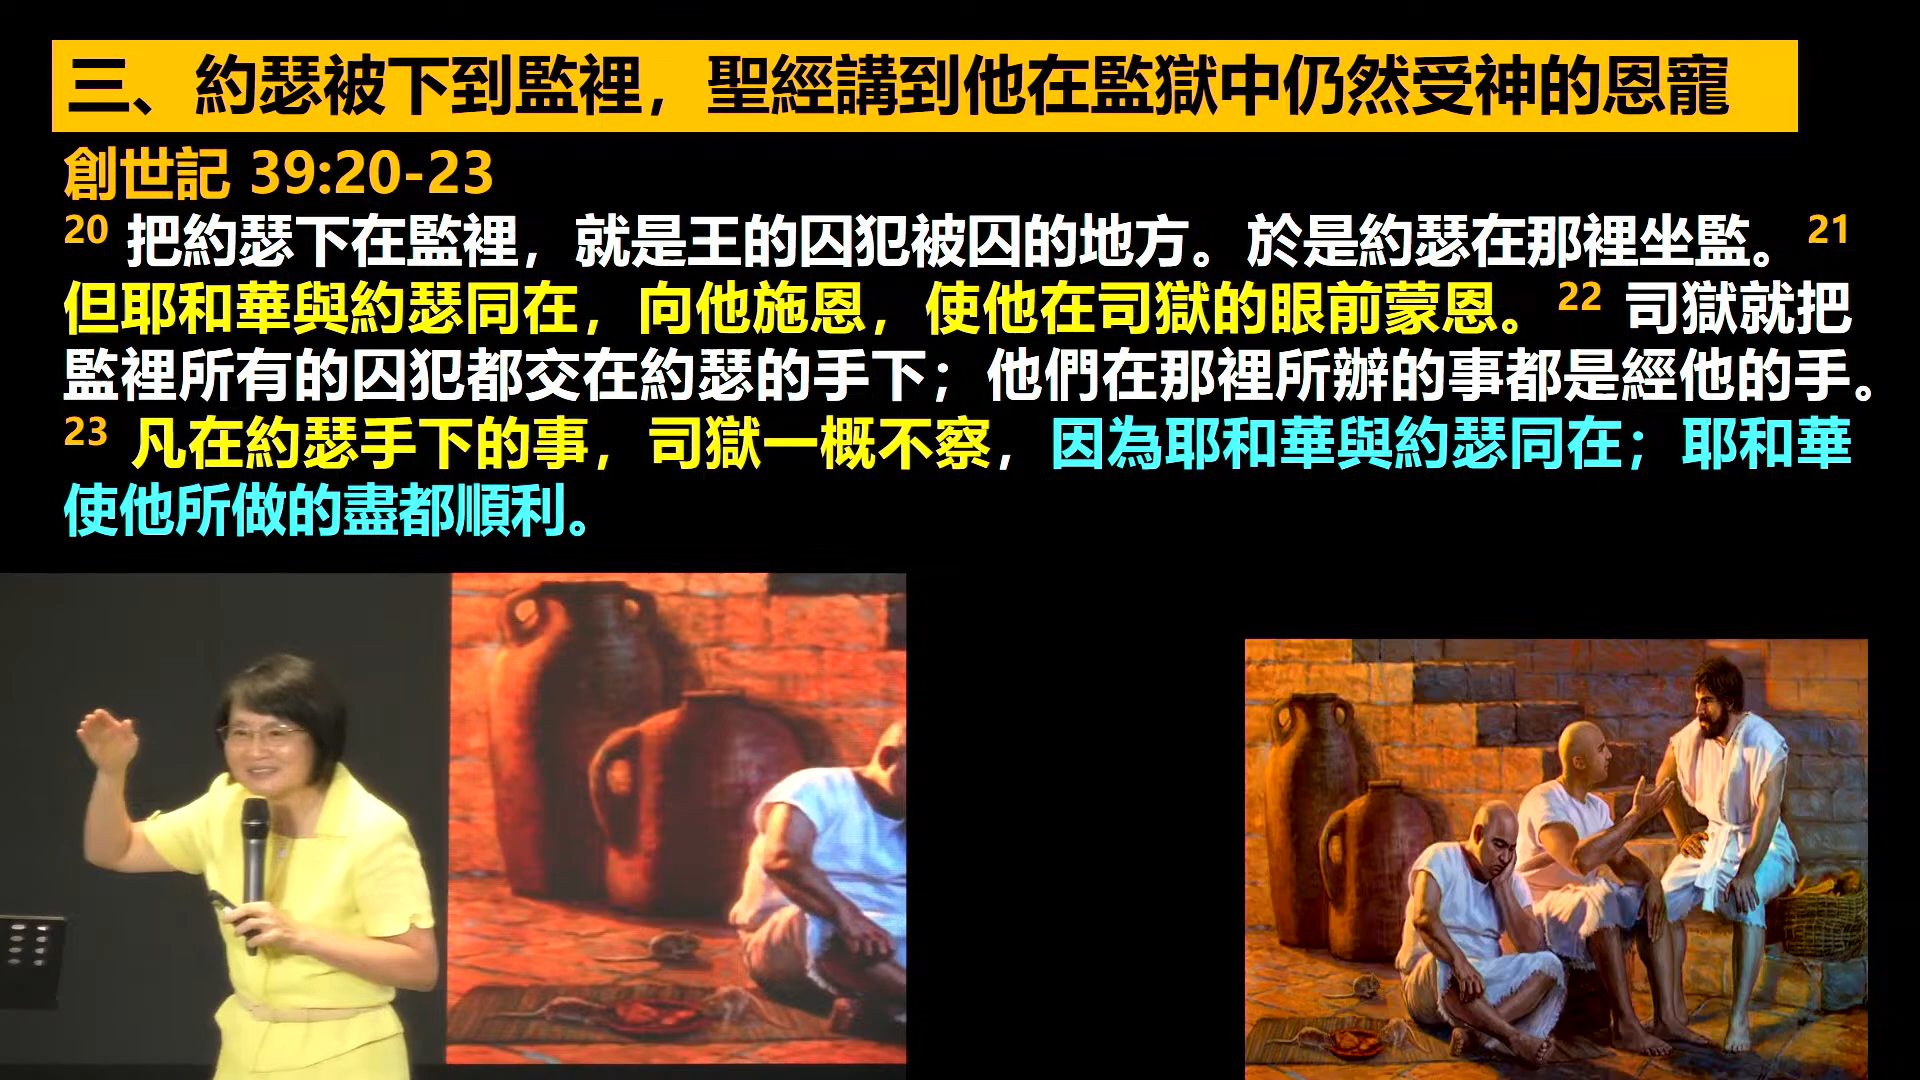 三、約瑟被下到監裡，聖經講到他在監獄中仍然受神的恩寵
創世記 39:20-23
20 把約瑟下在監裡，就是王的囚犯被囚的地方。於是約瑟在那裡坐監。21
但耶和華與約瑟同在，向他施恩，使他在司獄的眼前蒙恩。22 司獄就把
監裡所有的囚犯都交在約瑟的手下；他們在那裡所辦的事都是經他的手。
23 凡在約瑟手下的事，司獄一概不察，因為耶和華與約瑟同在；耶和華
使他所做的盡都順利。